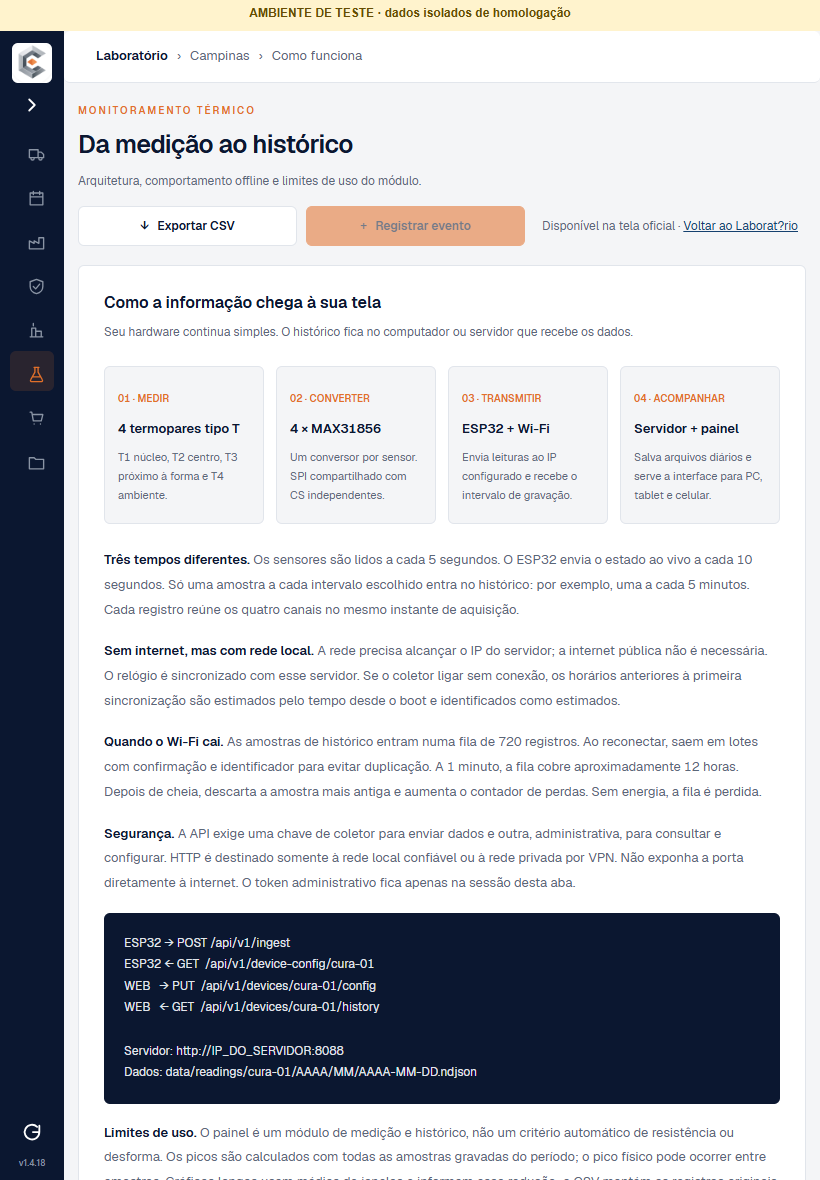 AMBIENTE DE TESTE · dados isolados de homologação
Laboratório › Campinas › Como funciona
MONITORAMENTO TÉRMICO
Da medição ao histórico
Arquitetura, comportamento offline e limites de uso do módulo.
↓ Exportar CSV
+ Registrar evento
Disponível na tela oficial · Voltar ao Laborat?rio
Como a informação chega à sua tela
Seu hardware continua simples. O histórico fica no computador ou servidor que recebe os dados.
01 · MEDIR
4 termopares tipo T
T1 núcleo, T2 centro, T3
próximo à forma e T4
ambiente.
02 · CONVERTER
4 × MAX31856
Um conversor por sensor.
SPI compartilhado com
CS independentes.
03 · TRANSMITIR
ESP32 + Wi-Fi
Envia leituras ao IP
configurado e recebe o
intervalo de gravação.
04 · ACOMPANHAR
Servidor + painel
Salva arquivos diários e
serve a interface para PC,
tablet e celular.
Três tempos diferentes. Os sensores são lidos a cada 5 segundos. O ESP32 envia o estado ao vivo a cada 10
segundos. Só uma amostra a cada intervalo escolhido entra no histórico: por exemplo, uma a cada 5 minutos.
Cada registro reúne os quatro canais no mesmo instante de aquisição.
Sem internet, mas com rede local. A rede precisa alcançar o IP do servidor; a internet pública não é necessária.
O relógio é sincronizado com esse servidor. Se o coletor ligar sem conexão, os horários anteriores à primeira
sincronização são estimados pelo tempo desde o boot e identificados como estimados.
Quando o Wi-Fi cai. As amostras de histórico entram numa fila de 720 registros. Ao reconectar, saem em lotes
com confirmação e identificador para evitar duplicação. A 1 minuto, a fila cobre aproximadamente 12 horas.
Depois de cheia, descarta a amostra mais antiga e aumenta o contador de perdas. Sem energia, a fila é perdida.
Segurança. A API exige uma chave de coletor para enviar dados e outra, administrativa, para consultar e
configurar. HTTP é destinado somente à rede local confiável ou à rede privada por VPN. Não exponha a porta
diretamente à internet. O token administrativo fica apenas na sessão desta aba.
ESP32 → POST /api/v1/ingest
ESP32 ← GET /api/v1/device-config/cura-01
WEB → PUT /api/v1/devices/cura-01/config
WEB ← GET /api/v1/devices/cura-01/history
Servidor: http://IP_DO_SERVIDOR:8088
Dados: data/readings/cura-01/AAAA/MM/AAAA-MM-DD.ndjson
Limites de uso. O painel é um módulo de medição e histórico, não um critério automático de resistência ou
desforma. Os picos são calculados com todas as amostras gravadas do período; o pico físico pode ocorrer entre
v1.4.18